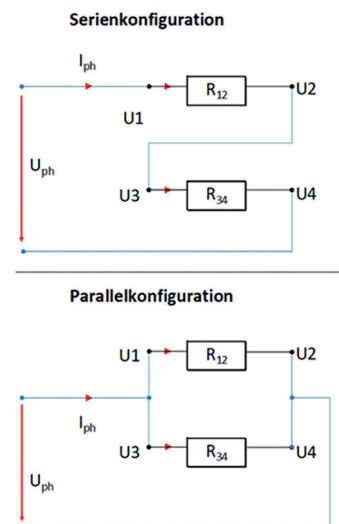 Serienkonfiguration
Iph
R12
U2
U1
Uph
U3
R34
U4
Parallelkonfiguration
U1
R12
U2
Iph
U3
R34
U4
Uph